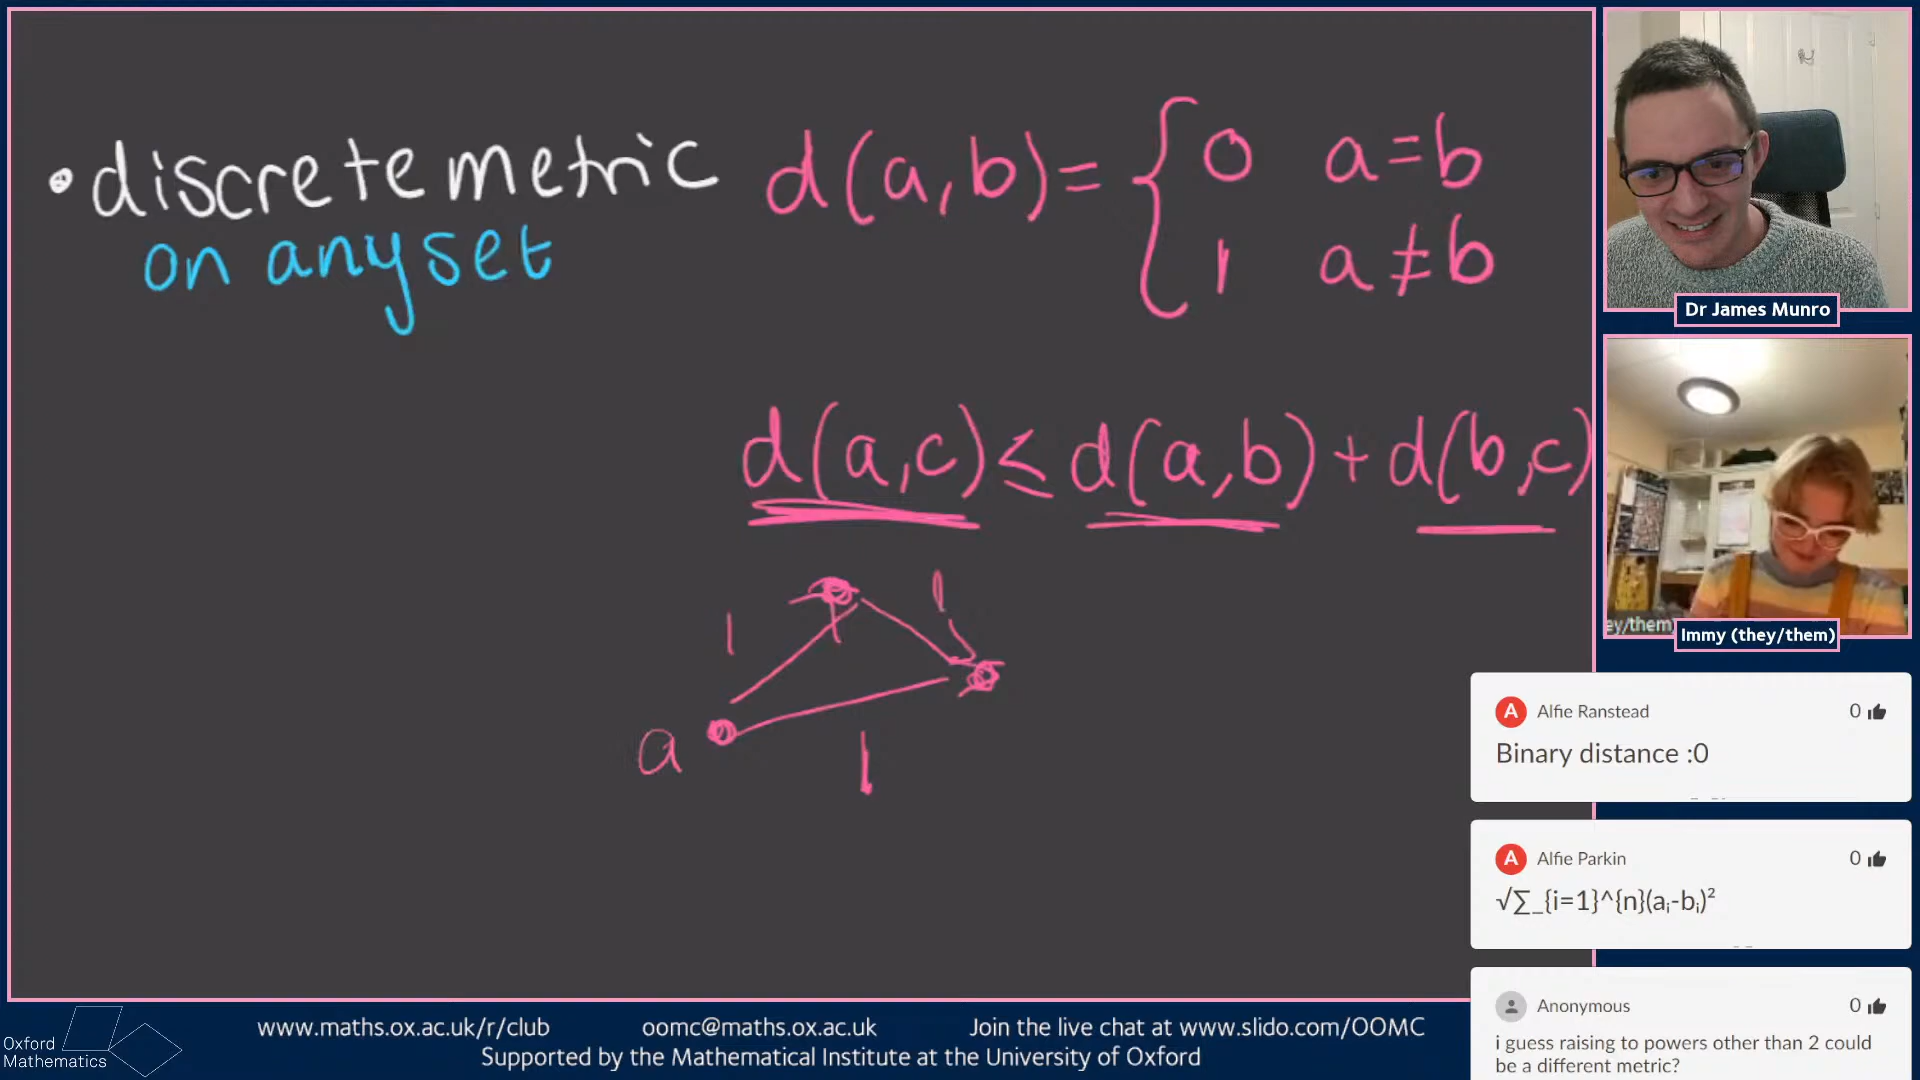 • discrete metric d(a,b)= { 0 a=b
on any set 1 a≠b
d(a,c) ≤ d(a,b) + d(b,c)
1
1
a
1
Dr James Munro
ey/them)
Immy (they/them)
A Alfie Ranstead 0
Binary distance :0
A Alfie Parkin 0
√∑_{i=1}^{n}(aᵢ-bᵢ)²
Anonymous 0
i guess raising to powers other than 2 could
be a different metric?
Oxford
Mathematics
www.maths.ox.ac.uk/r/club oomc@maths.ox.ac.uk Join the live chat at www.slido.com/OOMC
Supported by the Mathematical Institute at the University of Oxford